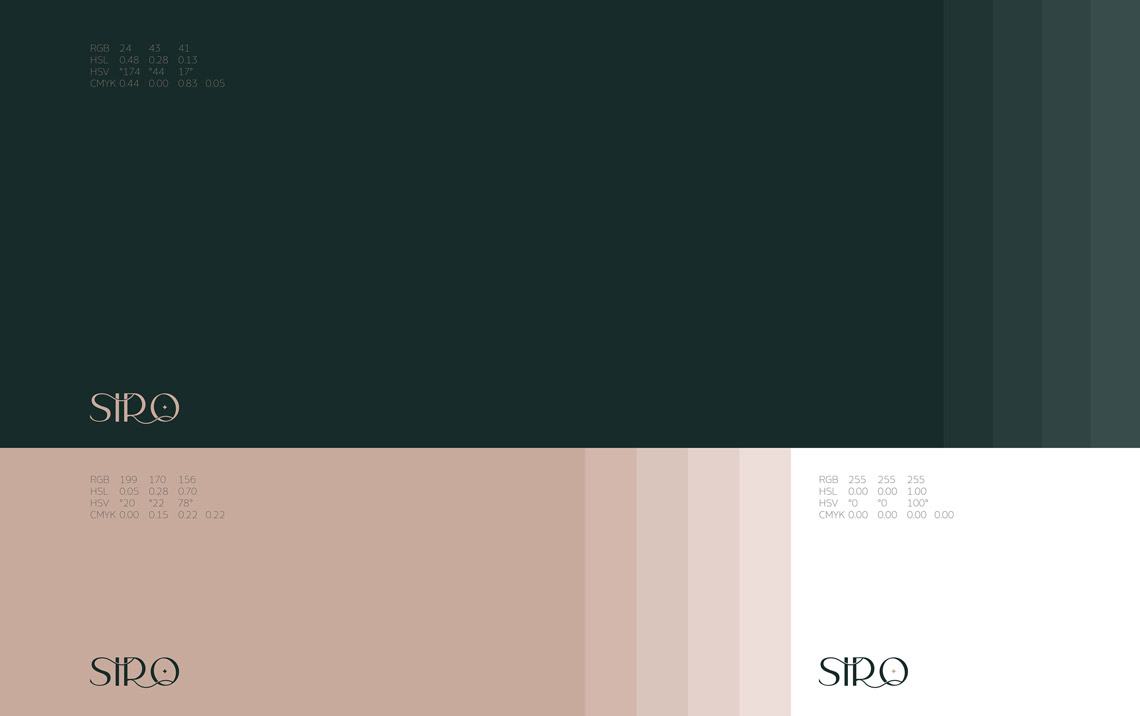 RGB 24 43 41
HSL 0.48 0.28 0.13
HSV °174 °44 17°
CMYK 0.44 0.00 0.83 0.05
SIRO
RGB 199 170 156
HSL 0.05 0.28 0.70
HSV °20 °22 78°
CMYK 0.00 0.15 0.22 0.22
SIRO
RGB 255 255 255
HSL 0.00 0.00 1.00
HSV °0 °0 100°
CMYK 0.00 0.00 0.00 0.00
SIRO